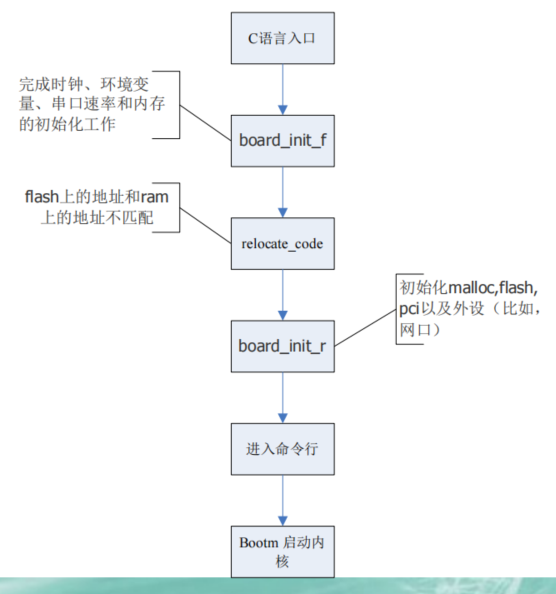 C语言入口
完成时钟、环境变
量、串口速率和内存
的初始化工作
board_init_f
flash上的地址和ram
上的地址不匹配
relocate_code
初始化malloc,flash,
pci以及外设（比如，
网口）
board_init_r
进入命令行
Bootm 启动内
核